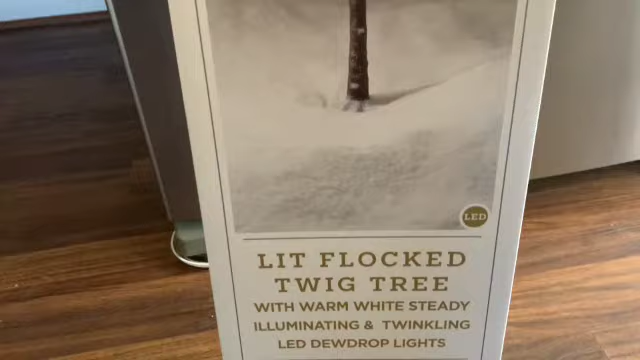 LED
LIT FLOCKED
TWIG TREE
WITH WARM WHITE STEADY
ILLUMINATING & TWINKLING
LED DEWDROP LIGHTS